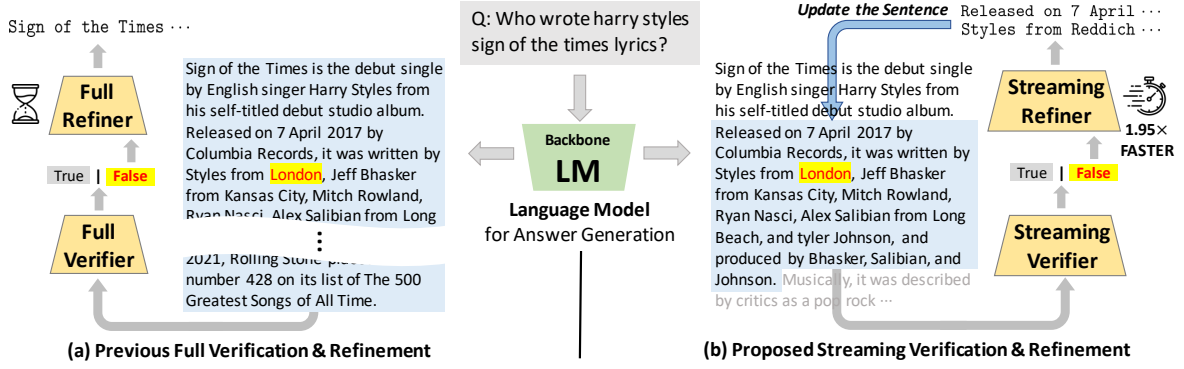 Sign of the Times ⋯
Full
Refiner
True | False
Full
Verifier
Sign of the Times is the debut single
by English singer Harry Styles from
his self-titled debut studio album.
Released on 7 April 2017 by
Columbia Records, it was written by
Styles from London, Jeff Bhasker
from Kansas City, Mitch Rowland,
Ryan Nasci, Alex Salibian from Long
⋮
2021, Rolling Stone
number 428 on its list of The 500
Greatest Songs of All Time.
(a) Previous Full Verification & Refinement
Q: Who wrote harry styles
sign of the times lyrics?
Backbone
LM
Language Model
for Answer Generation
Update the Sentence
Released on 7 April ⋯
Styles from Reddich ⋯
Sign of the Times is the debut single
by English singer Harry Styles from
his self-titled debut studio album.
Released on 7 April 2017 by
Columbia Records, it was written by
Styles from London, Jeff Bhasker
from Kansas City, Mitch Rowland,
Ryan Nasci, Alex Salibian from Long
Beach, and tyler Johnson, and
produced by Bhasker, Salibian, and
Johnson. Musically, it was described
by critics as a pop rock ⋯
Streaming
Refiner
1.95×
FASTER
True | False
Streaming
Verifier
(b) Proposed Streaming Verification & Refinement